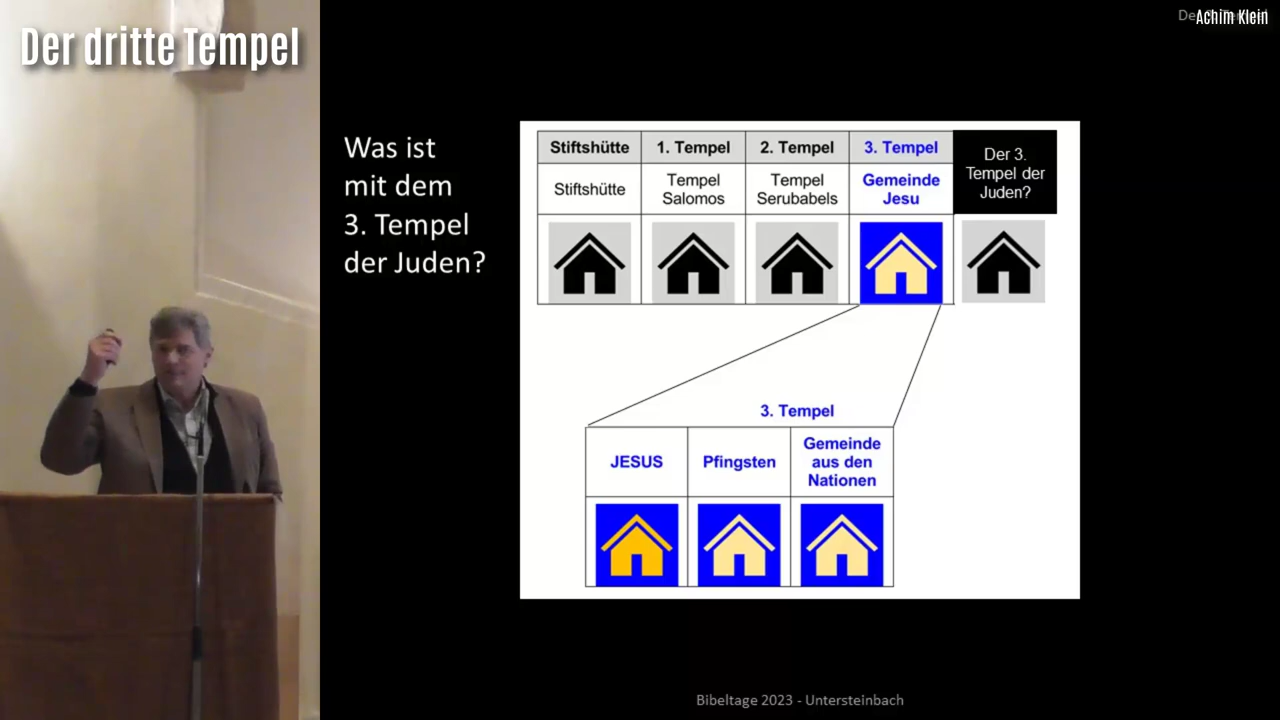 Der dritte Tempel
Achim Klein
Was ist
mit dem
3. Tempel
der Juden?
Stiftshütte
1. Tempel
2. Tempel
3. Tempel
Der 3.
Tempel der
Juden?
Stiftshütte
Tempel
Salomos
Tempel
Serubabels
Gemeinde
Jesu
3. Tempel
JESUS
Pfingsten
Gemeinde
aus den
Nationen
Bibeltage 2023 - Untersteinbach